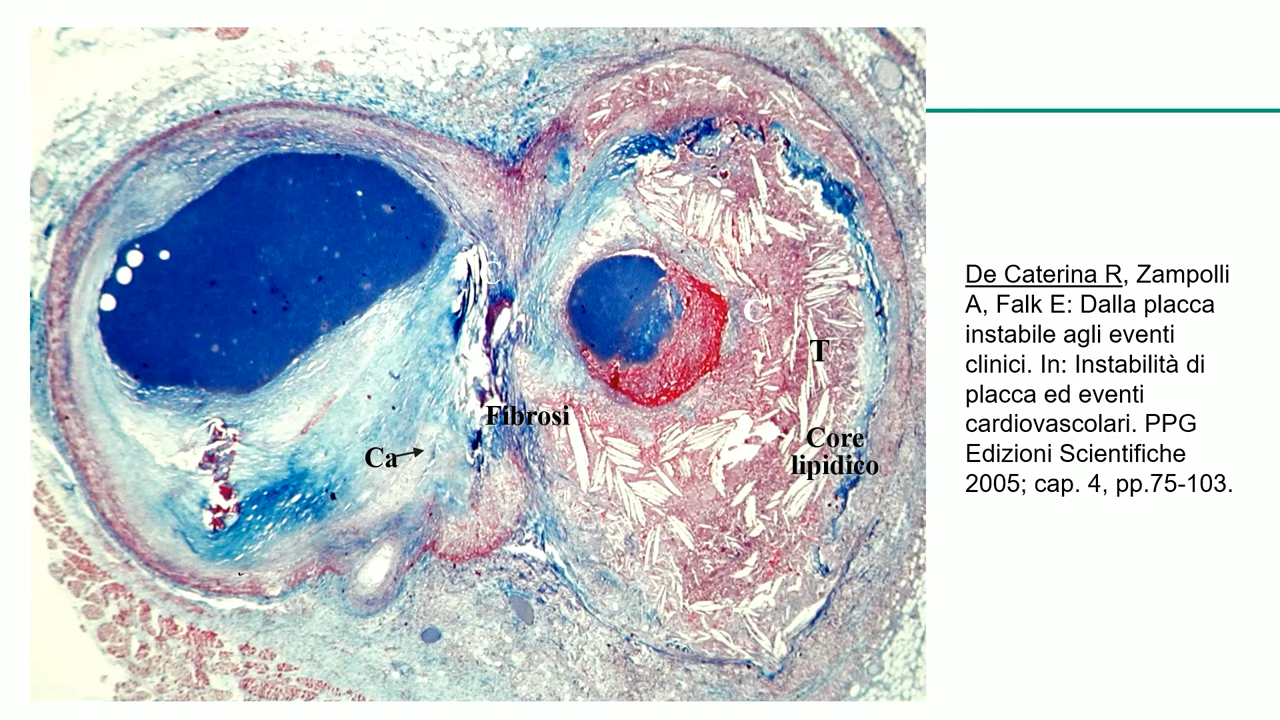 C
C
T
Fibrosi
Ca
Core
lipidico
De Caterina R, Zampolli
A, Falk E: Dalla placca
instabile agli eventi
clinici. In: Instabilità di
placca ed eventi
cardiovascolari. PPG
Edizioni Scientifiche
2005; cap. 4, pp.75-103.